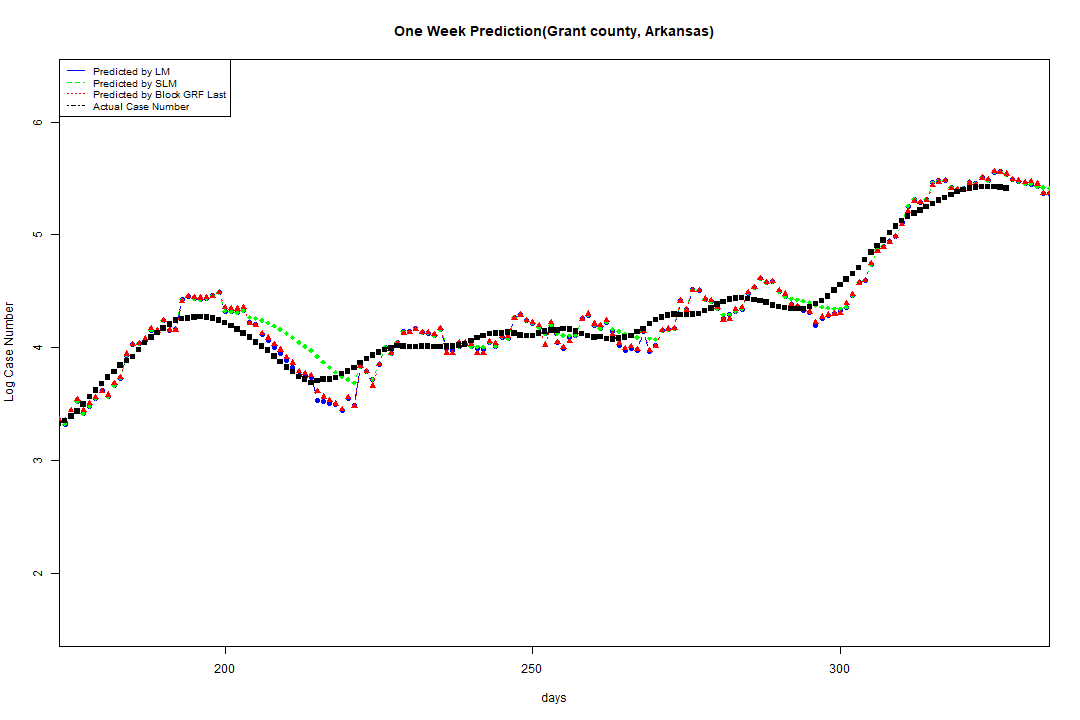 One Week Prediction(Grant county, Arkansas)
Predicted by LM
Predicted by SLM
Predicted by Block GRF Last
Actual Case Number
Log Case Number
6
5
4
3
2
200
250
300
days